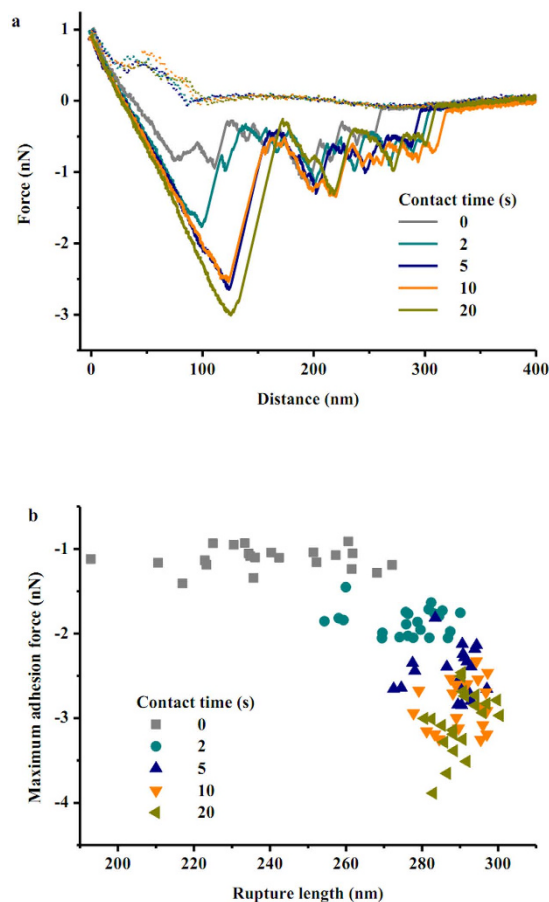 a
1
0
-1
-2
-3
Force (nN)
Contact time (s)
0
2
5
10
20
0 100 200 300 400
Distance (nm)
b
-1
-2
-3
-4
Maximum adhesion force (nN)
Contact time (s)
0
2
5
10
20
200 220 240 260 280 300
Rupture length (nm)